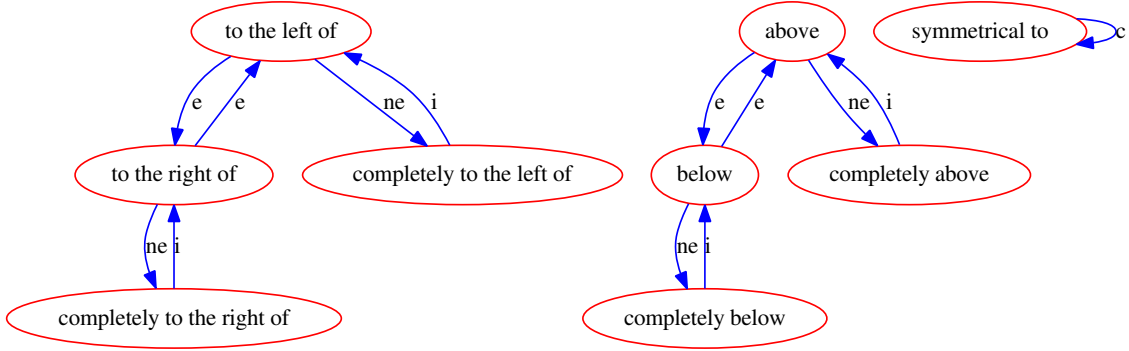 to the left of
above
symmetrical to
c
e
e
ne
i
e
e
ne
i
to the right of
completely to the left of
below
completely above
ne
i
ne
i
completely to the right of
completely below